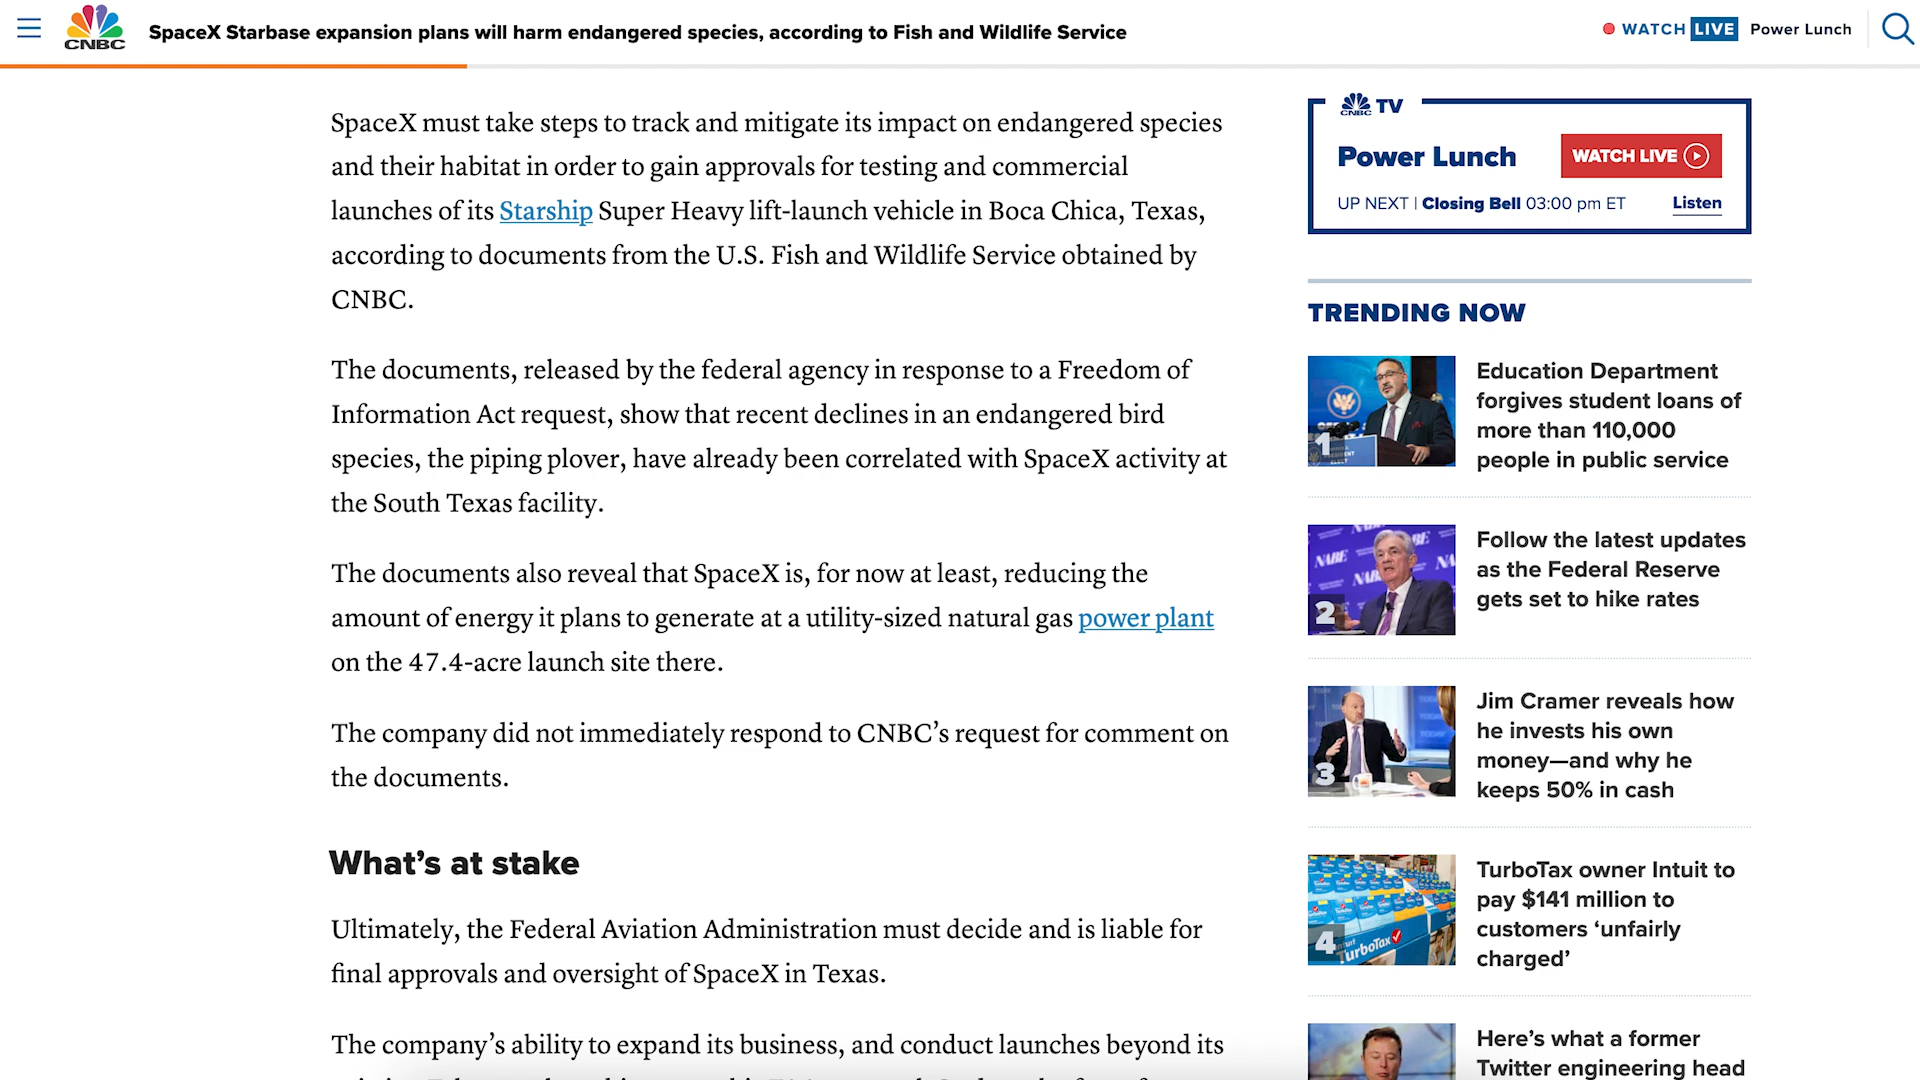 CNBC
SpaceX Starbase expansion plans will harm endangered species, according to Fish and Wildlife Service
WATCH LIVE Power Lunch
SpaceX must take steps to track and mitigate its impact on endangered species
and their habitat in order to gain approvals for testing and commercial
launches of its Starship Super Heavy lift-launch vehicle in Boca Chica, Texas,
according to documents from the U.S. Fish and Wildlife Service obtained by
CNBC.
The documents, released by the federal agency in response to a Freedom of
Information Act request, show that recent declines in an endangered bird
species, the piping plover, have already been correlated with SpaceX activity at
the South Texas facility.
The documents also reveal that SpaceX is, for now at least, reducing the
amount of energy it plans to generate at a utility-sized natural gas power plant
on the 47.4-acre launch site there.
The company did not immediately respond to CNBC’s request for comment on
the documents.
What’s at stake
Ultimately, the Federal Aviation Administration must decide and is liable for
final approvals and oversight of SpaceX in Texas.
The company’s ability to expand its business, and conduct launches beyond its
CNBC TV
Power Lunch
WATCH LIVE
UP NEXT | Closing Bell 03:00 pm ET
Listen
TRENDING NOW
1
Education Department
forgives student loans of
more than 110,000
people in public service
NABE
2
Follow the latest updates
as the Federal Reserve
gets set to hike rates
3
Jim Cramer reveals how
he invests his own
money—and why he
keeps 50% in cash
TurboTax
4
TurboTax owner Intuit to
pay $141 million to
customers ‘unfairly
charged’
Here’s what a former
Twitter engineering head